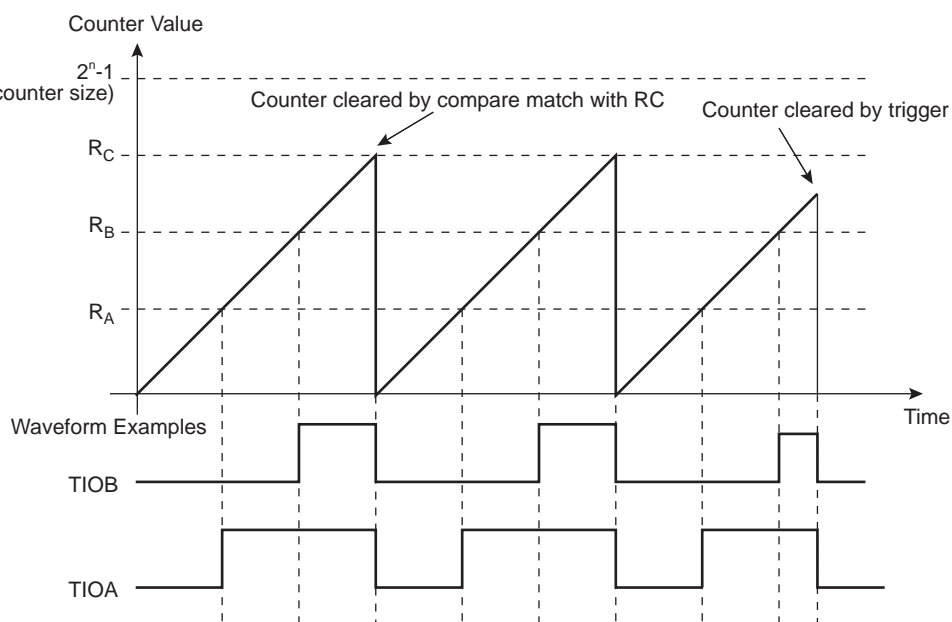 Counter Value
2ⁿ-1
counter size)
Counter cleared by compare match with RC
Counter cleared by trigger
R_C
R_B
R_A
Time
Waveform Examples
TIOB
TIOA